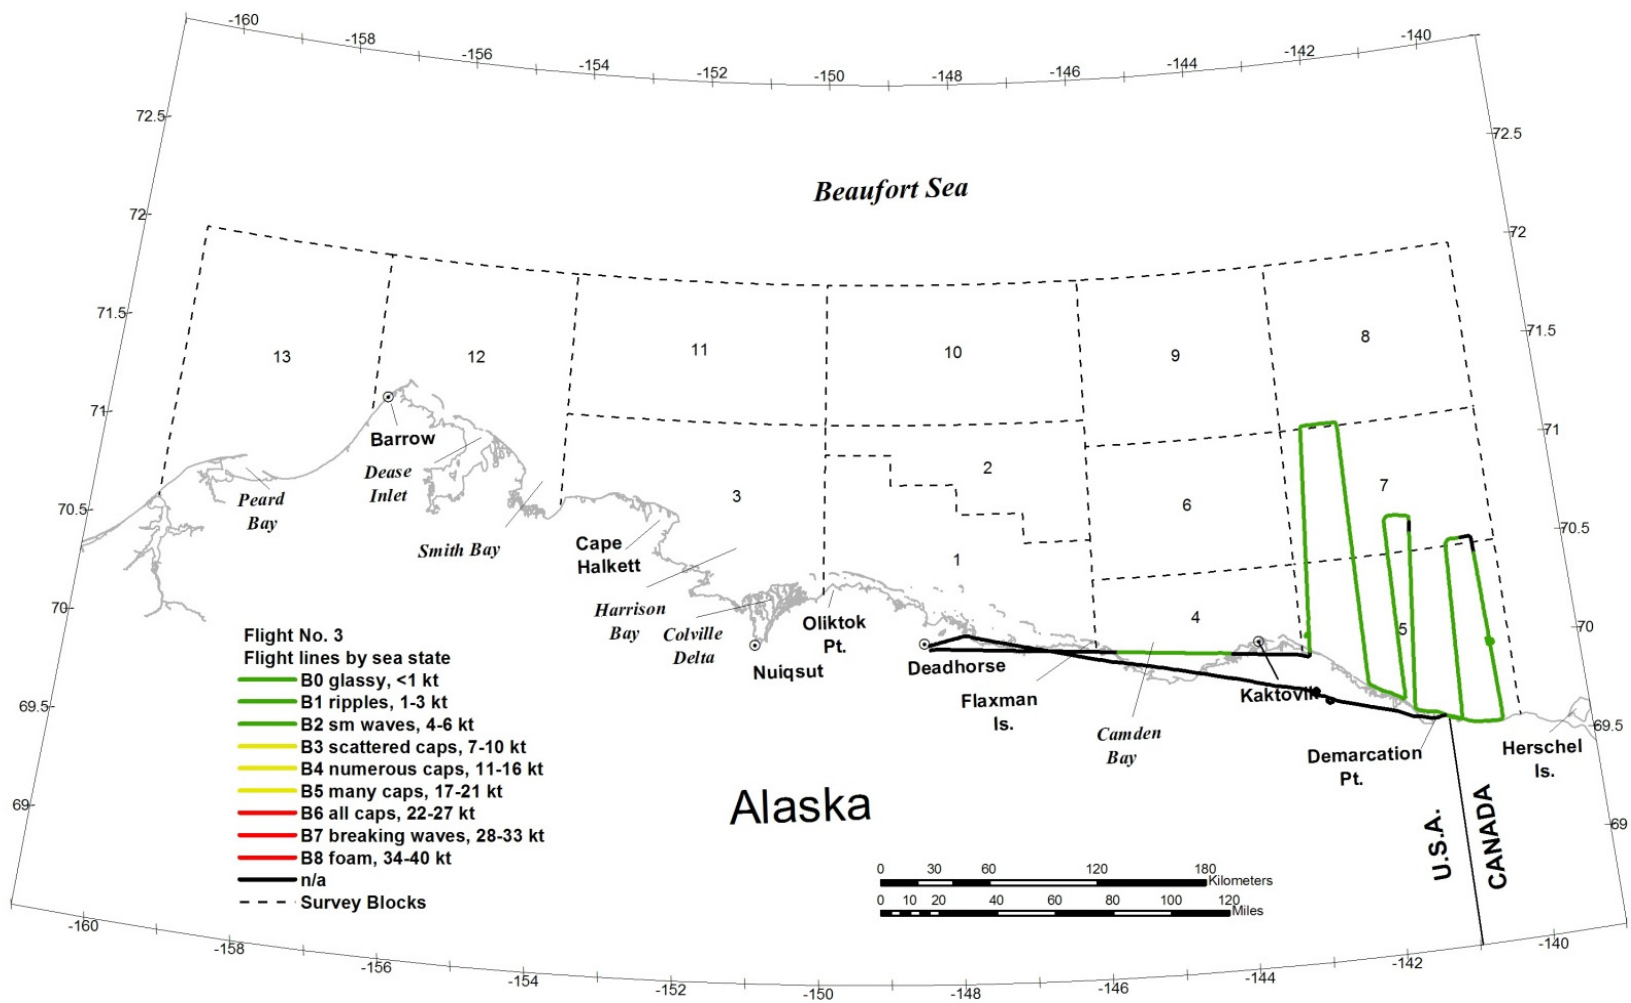 -160
-158
-156
-154
-152
-150
-148
-146
-144
-142
-140
72.5
72.5
Beaufort Sea
72
72
71.5
71.5
13
12
11
10
9
8
71
71
Barrow
Dease
Inlet
Peard
Bay
Smith Bay
3
2
6
7
70.5
70.5
Cape
Halkett
1
Harrison
Bay
Colville
Delta
Oliktok
Pt.
Nuiqsut
Deadhorse
4
5
70
70
Flaxman
Is.
Kaktovik
Camden
Bay
Demarcation
Pt.
Herschel
Is.
69.5
69.5
Flight No. 3
Flight lines by sea state
B0 glassy, <1 kt
B1 ripples, 1-3 kt
B2 sm waves, 4-6 kt
B3 scattered caps, 7-10 kt
B4 numerous caps, 11-16 kt
B5 many caps, 17-21 kt
B6 all caps, 22-27 kt
B7 breaking waves, 28-33 kt
B8 foam, 34-40 kt
n/a
Survey Blocks
Alaska
U.S.A.
CANADA
69
69
0 30 60 120 180
Kilometers
0 10 20 40 60 80 100 120
Miles
-160
-158
-156
-154
-152
-150
-148
-146
-144
-142
-140